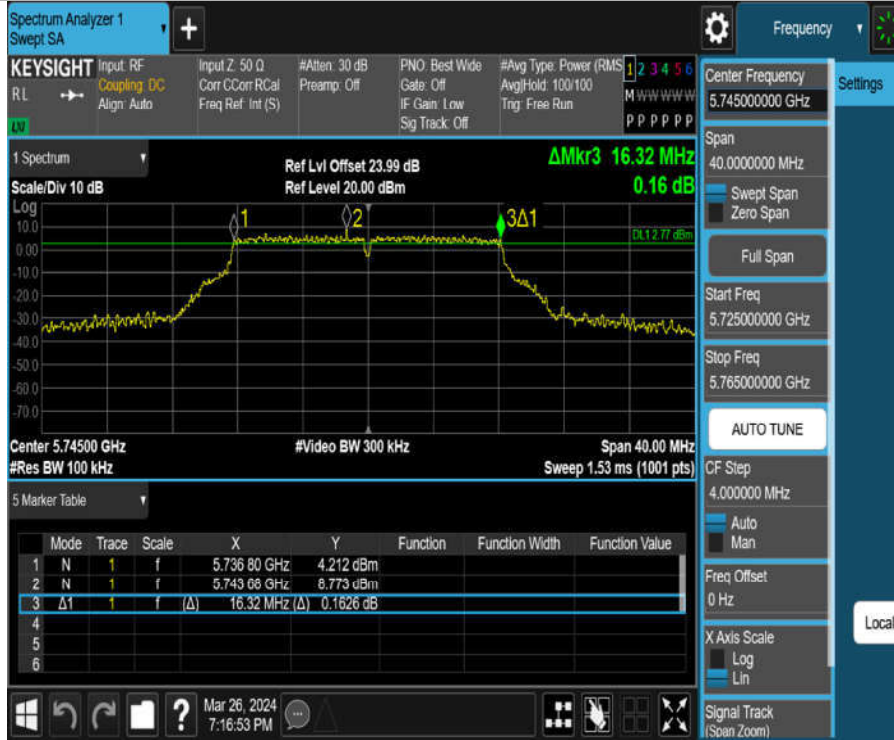 Spectrum Analyzer 1
Swept SA
+
Frequency
KEYSIGHT
RL
LXI
Input: RF
Coupling: DC
Align: Auto
Input Z: 50 Ω
Corr CCorr RCal
Freq Ref: Int (S)
#Atten: 30 dB
Preamp: Off
PNO: Best Wide
Gate: Off
IF Gain: Low
Sig Track: Off
#Avg Type: Power (RMS
Avg|Hold: 100/100
Trig: Free Run
1 2 3 4 5 6
M W W W W W
P P P P P P
1 Spectrum
Scale/Div 10 dB
Ref Lvl Offset 23.99 dB
Ref Level 20.00 dBm
ΔMkr3 16.32 MHz
0.16 dB
Log
10.0
0.00
-10.0
-20.0
-30.0
-40.0
-50.0
-60.0
-70.0
1
2
3Δ1
DL1 2.77 dBm
Center 5.74500 GHz
#Res BW 100 kHz
#Video BW 300 kHz
Span 40.00 MHz
Sweep 1.53 ms (1001 pts)
5 Marker Table
Mode Trace Scale X Y Function Function Width Function Value
1 N 1 f 5.736 80 GHz 4.212 dBm
2 N 1 f 5.743 08 GHz 8.773 dBm
3 Δ1 1 f (Δ) 16.32 MHz (Δ) 0.1626 dB
4
5
6
?
Mar 26, 2024
7:16:53 PM
Center Frequency
5.745000000 GHz
Span
40.0000000 MHz
Swept Span
Zero Span
Full Span
Start Freq
5.725000000 GHz
Stop Freq
5.765000000 GHz
AUTO TUNE
CF Step
4.000000 MHz
Auto
Man
Freq Offset
0 Hz
X Axis Scale
Log
Lin
Signal Track
(Span Zoom)
Settings
Local